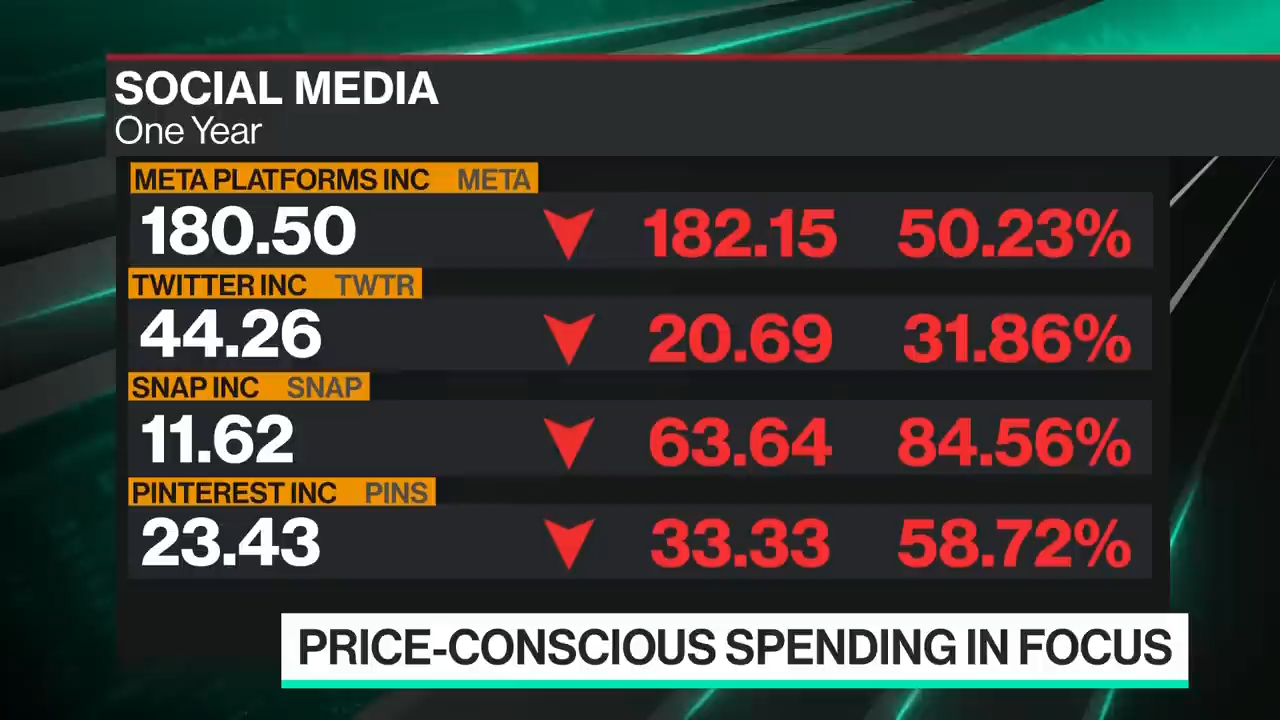 SOCIAL MEDIA
One Year
META PLATFORMS INC META
180.50 182.15 50.23%
TWITTER INC TWTR
44.26 20.69 31.86%
SNAP INC SNAP
11.62 63.64 84.56%
PINTEREST INC PINS
23.43 33.33 58.72%
PRICE-CONSCIOUS SPENDING IN FOCUS